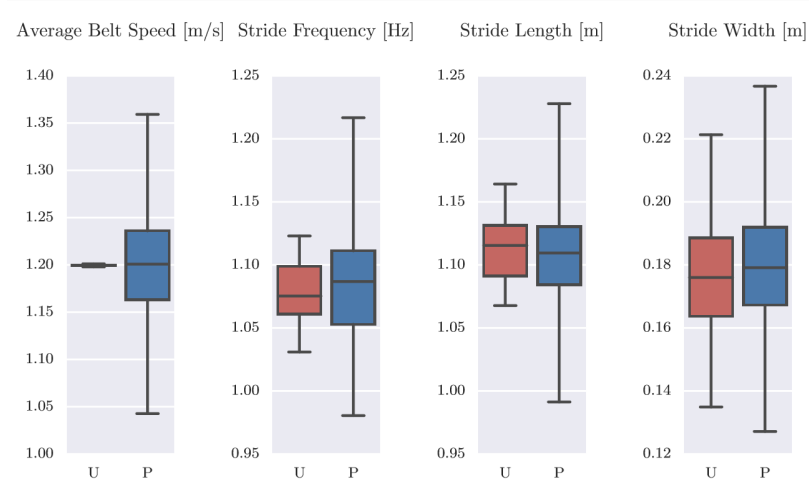 Average Belt Speed [m/s] Stride Frequency [Hz] Stride Length [m] Stride Width [m]
1.40 1.25 1.25 0.24
1.35
1.20 1.20 0.22
1.30
1.25 1.15 1.15 0.20
1.20 1.10 1.10 0.18
1.15
1.05 1.05 0.16
1.10
1.00 1.00 0.14
1.05
1.00 0.95 0.95 0.12
U P U P U P U P